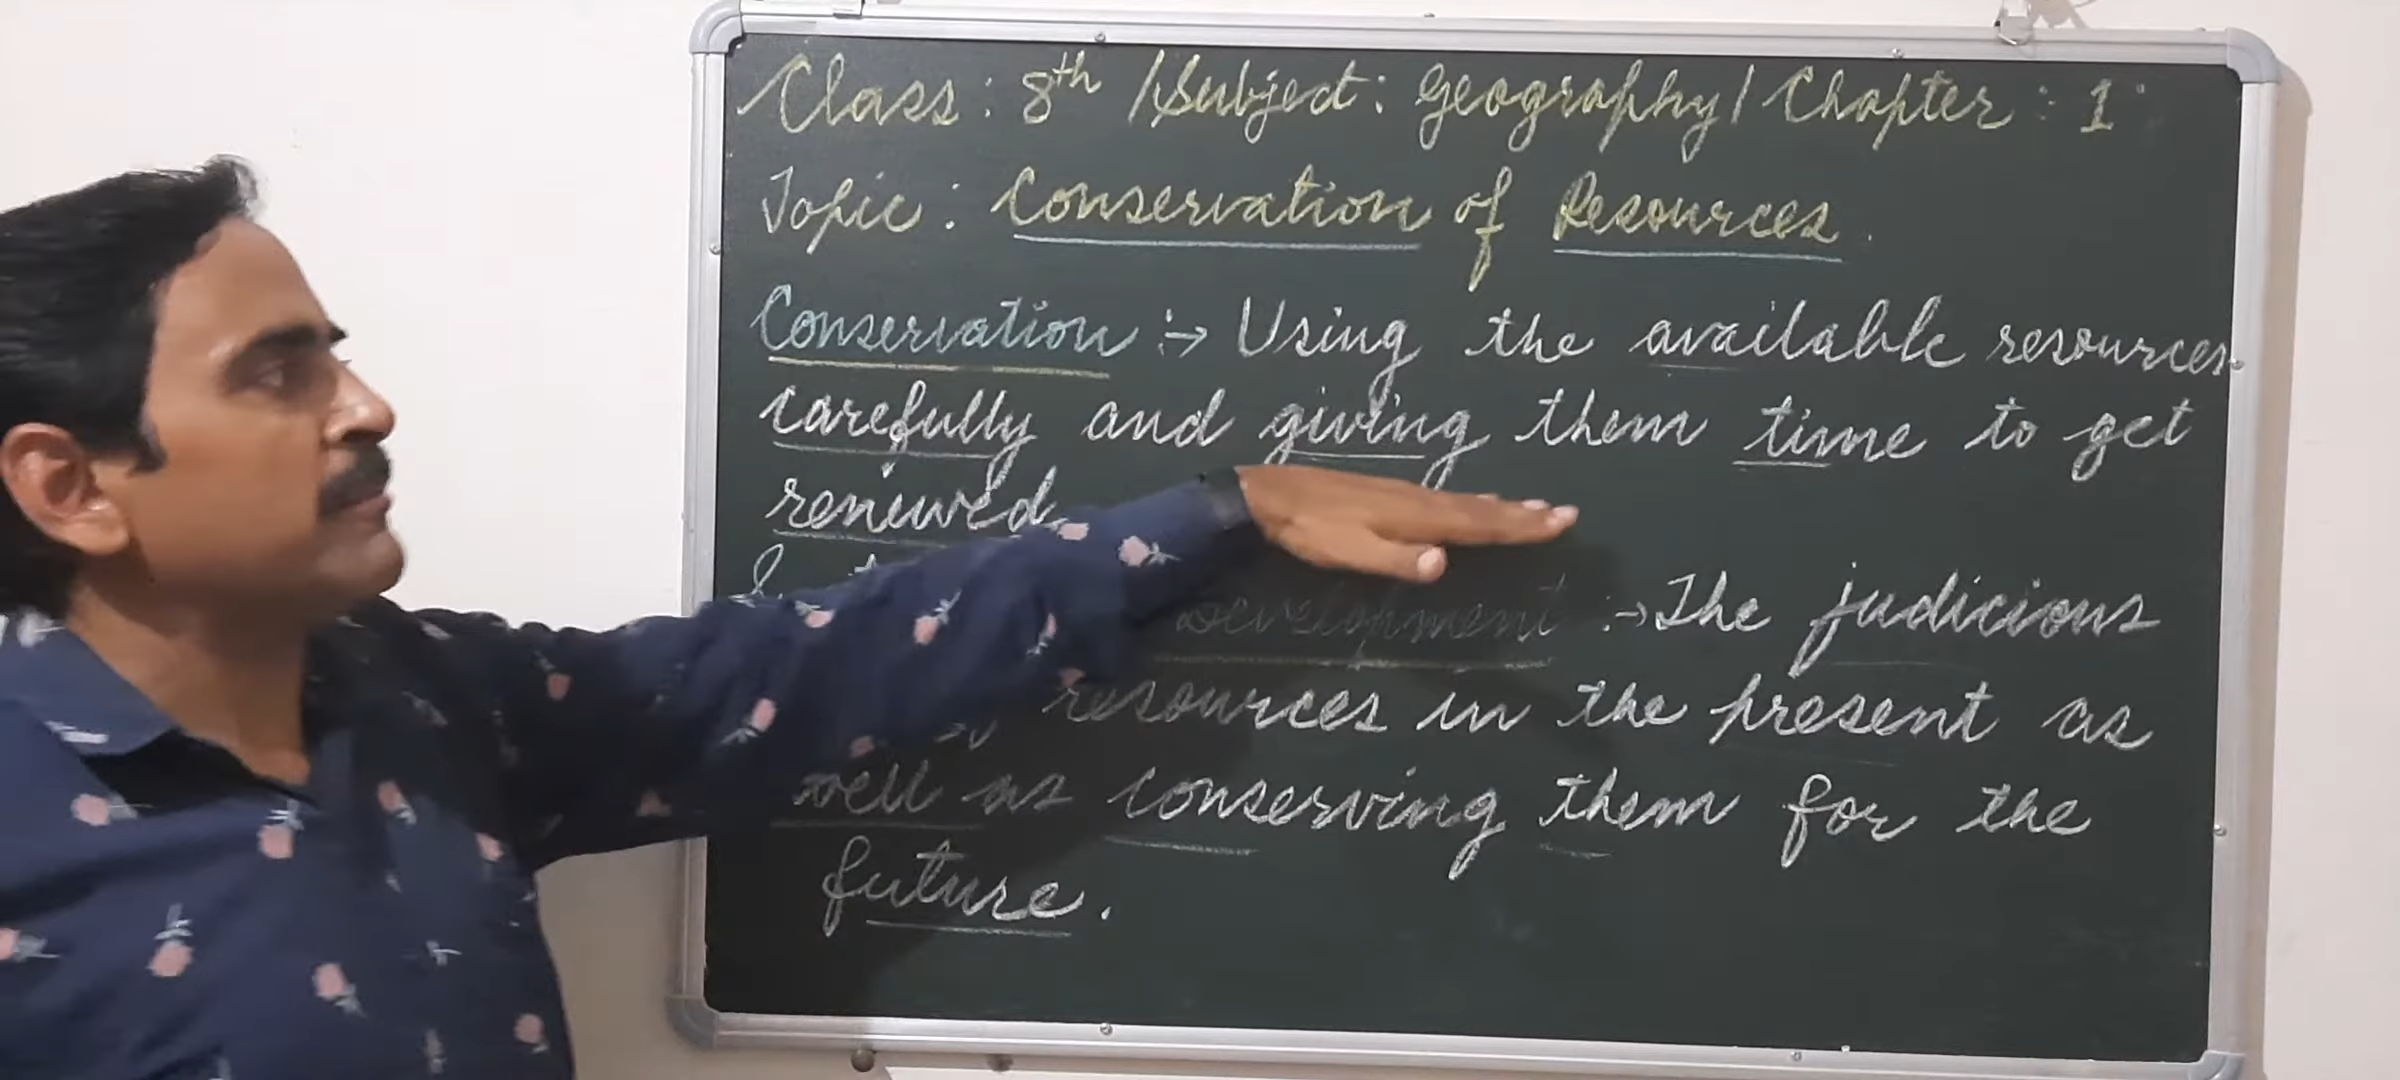 Class: 8th / Subject: Geography / Chapter : 1
Topic : Conservation of Resources.
Conservation :→ Using the available resources
carefully and giving them time to get
renewed.
Development :→ The judicious
resources in the present as
well as conserving them for the
future.